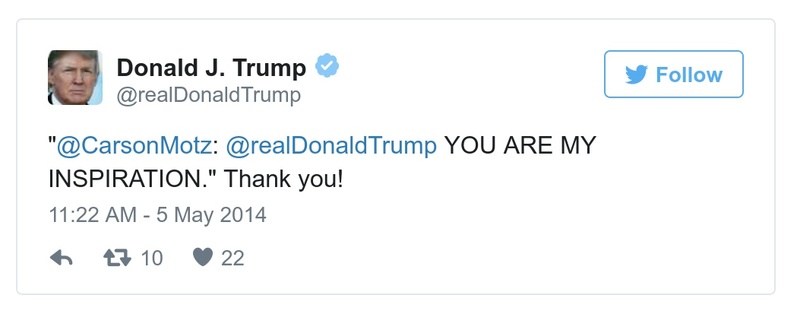 Donald J. Trump
@realDonaldTrump
Follow
"@CarsonMotz: @realDonaldTrump YOU ARE MY
INSPIRATION." Thank you!
11:22 AM - 5 May 2014
10 22